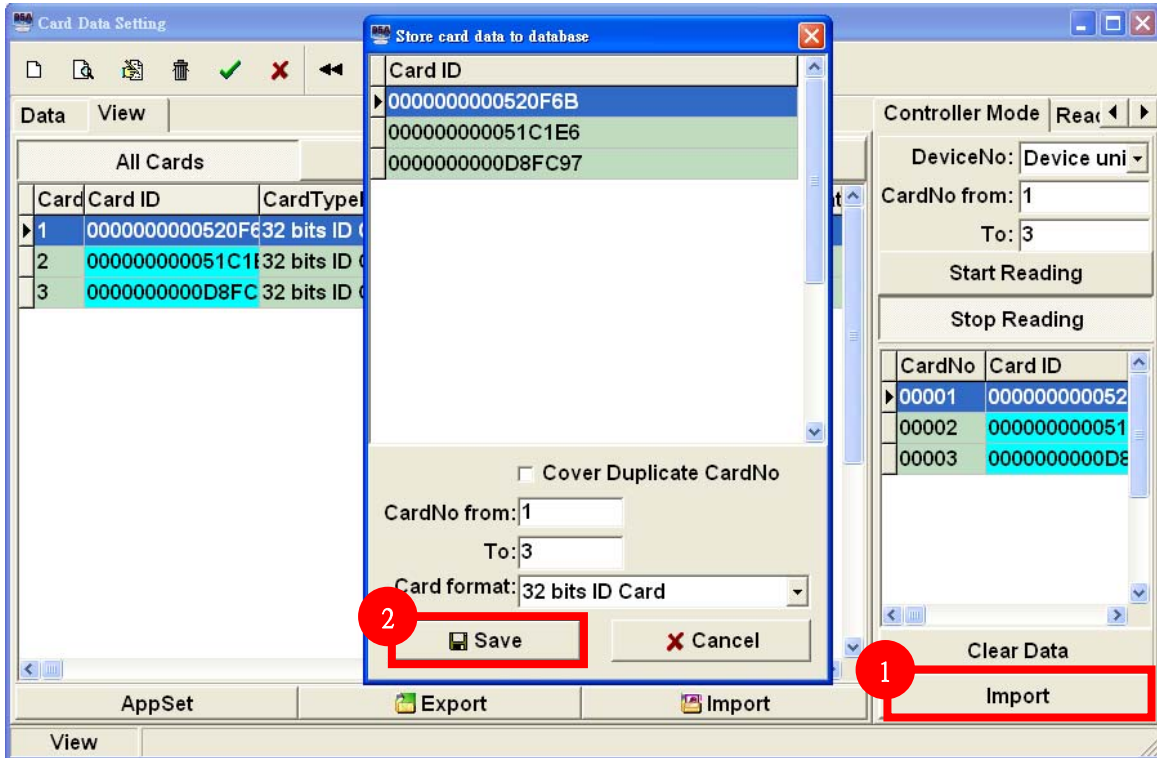 Card Data Setting
Data
View
All Cards
Card
Card ID
1
0000000000520F6
32 bits ID
2
000000000051C1
32 bits ID
3
0000000000D8FC
32 bits ID
AppSet
Export
Import
View
Store card data to database
Card ID
0000000000520F6B
000000000051C1E6
0000000000D8FC97
Cover Duplicate CardNo
CardNo from: 1
To: 3
Card format: 32 bits ID Card
2
Save
Cancel
Controller Mode
DeviceNo: Device uni
CardNo from: 1
To: 3
Start Reading
Stop Reading
CardNo
Card ID
00001
000000000052
00002
000000000051
00003
0000000000D8
Clear Data
1
Import